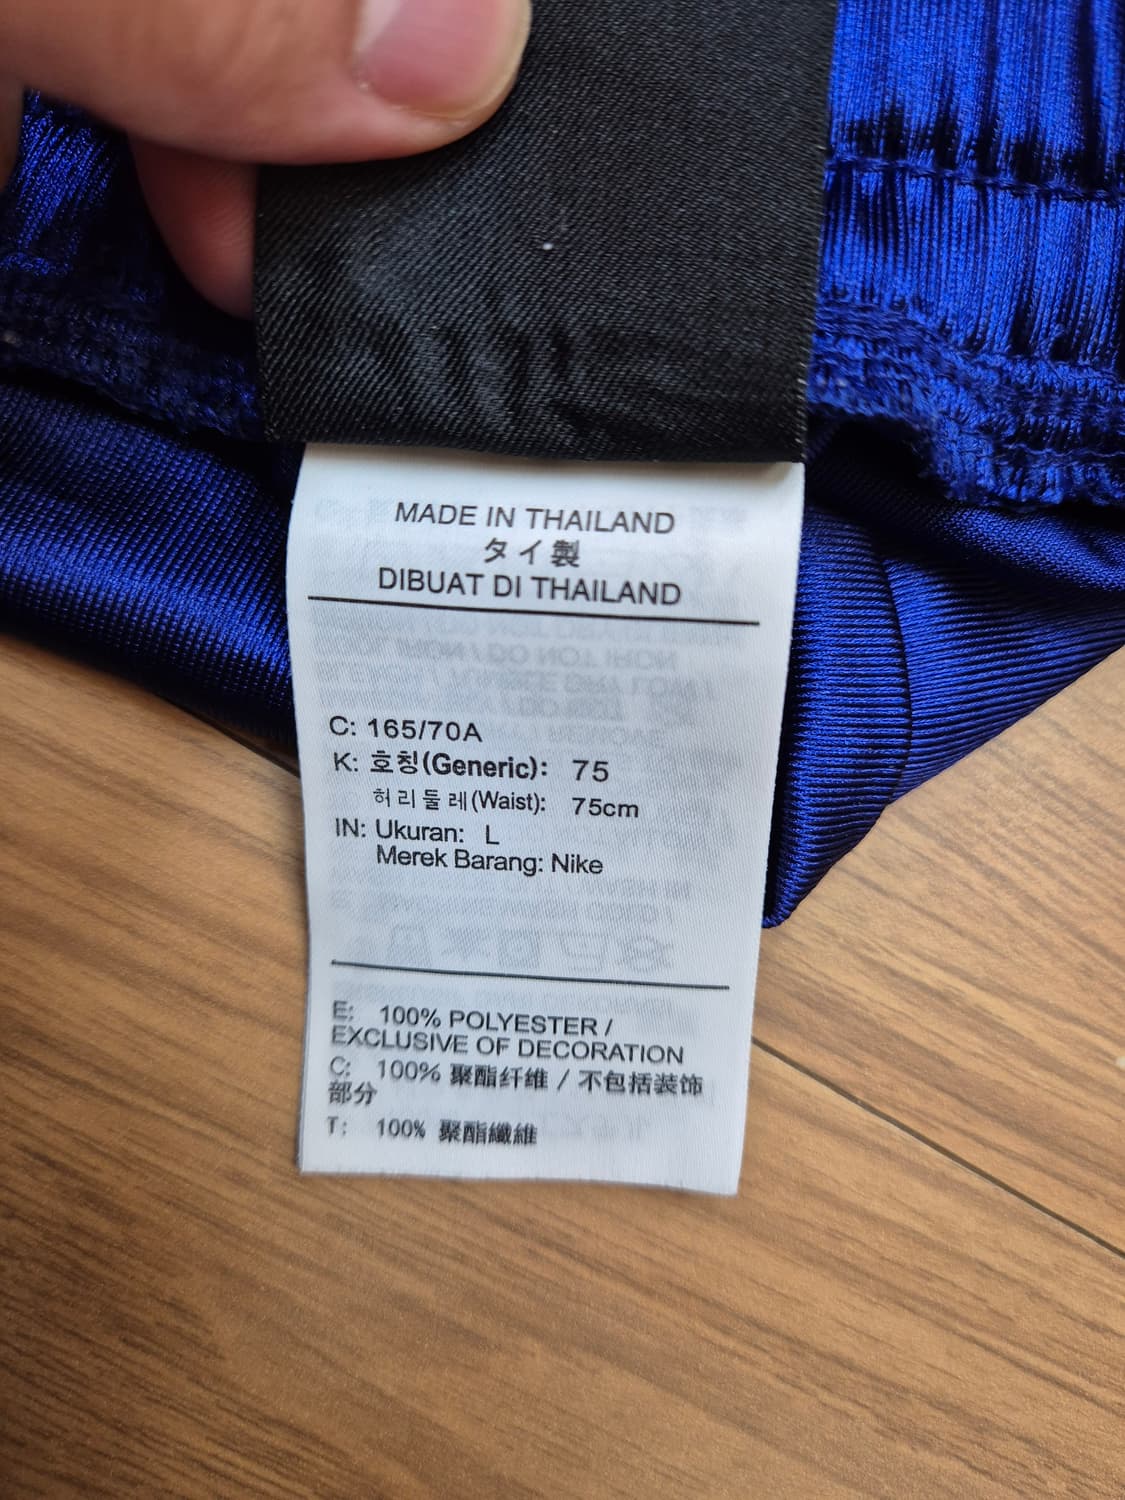 MADE IN THAILAND
タイ製
DIBUAT DI THAILAND
C: 165/70A
K: 호칭(Generic): 75
허리둘레(Waist): 75cm
IN: Ukuran: L
Merek Barang: Nike
E: 100% POLYESTER /
EXCLUSIVE OF DECORATION
C: 100% 聚酯纤维 / 不包括装饰
部分
T: 100% 聚酯纖維